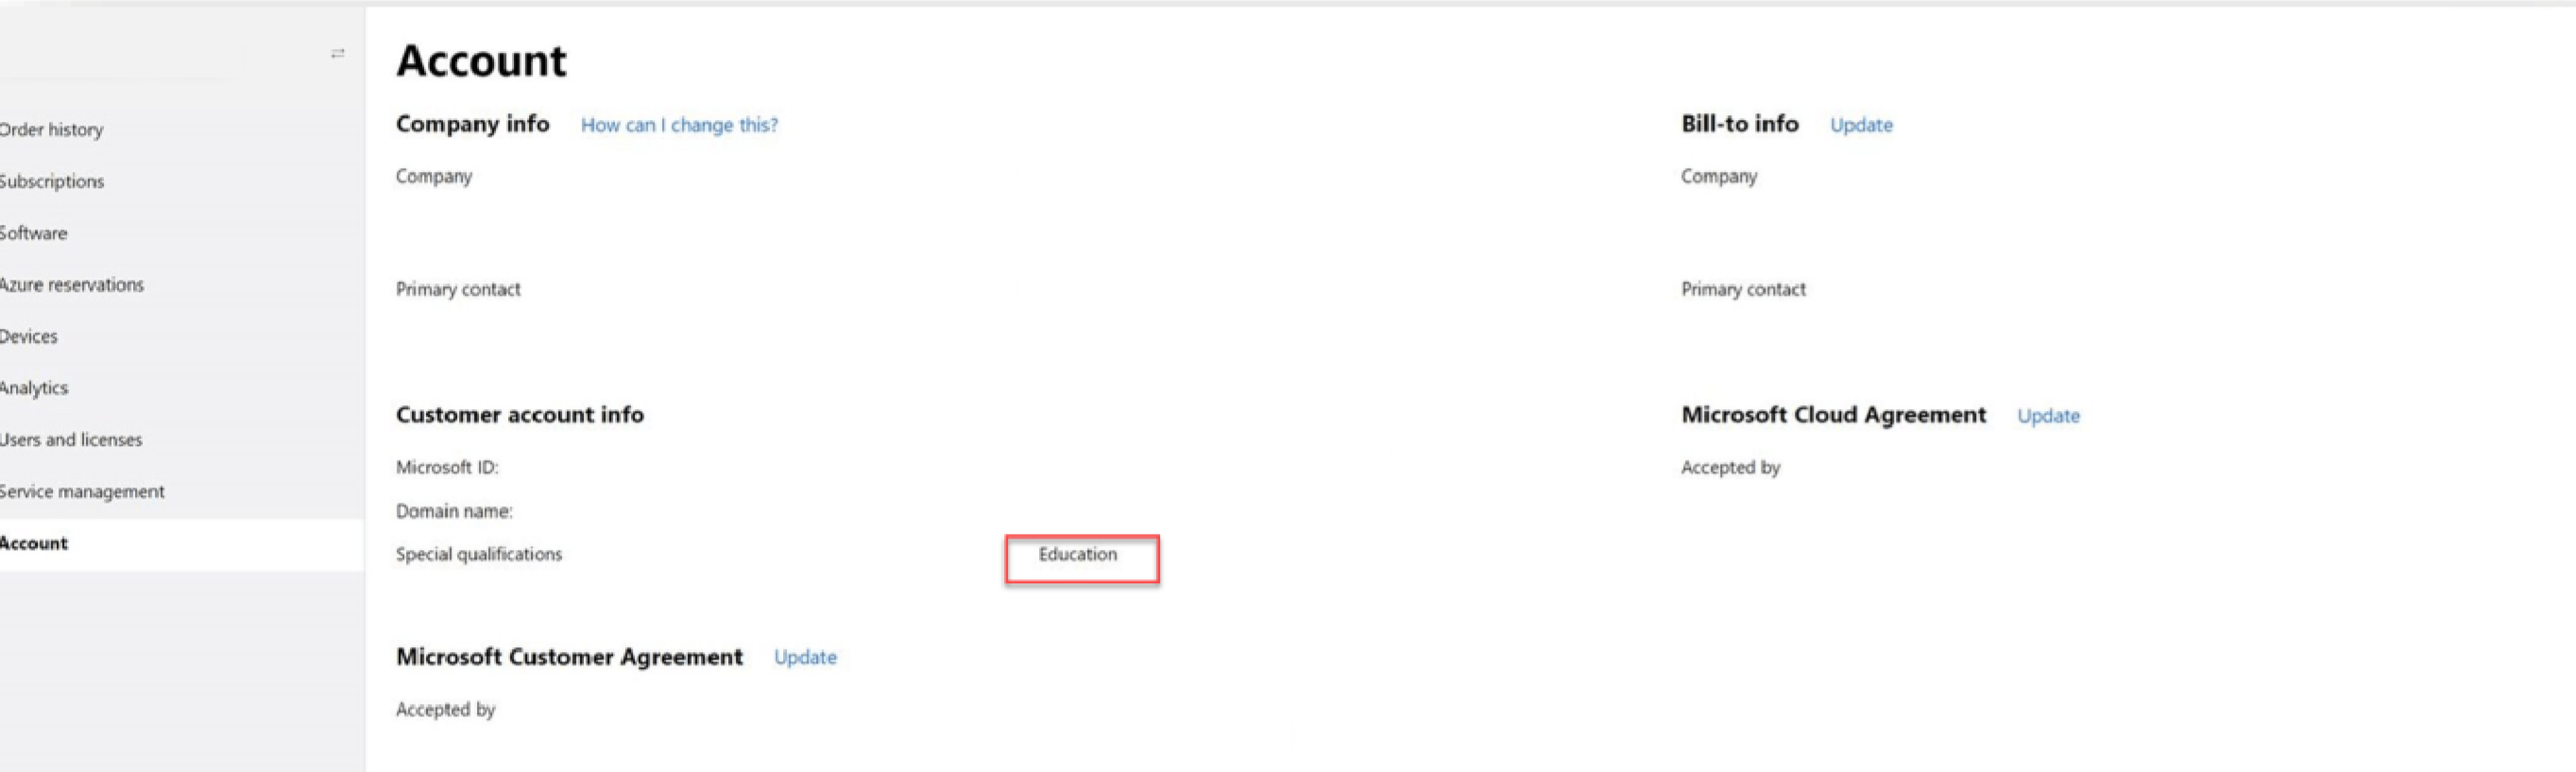 Order history
Subscriptions
Software
Azure reservations
Devices
Analytics
Users and licenses
Service management
Account
Account
Company info How can I change this?
Company
Primary contact
Customer account info
Microsoft ID:
Domain name:
Special qualifications Education
Microsoft Customer Agreement Update
Accepted by
Bill-to info Update
Company
Primary contact
Microsoft Cloud Agreement Update
Accepted by